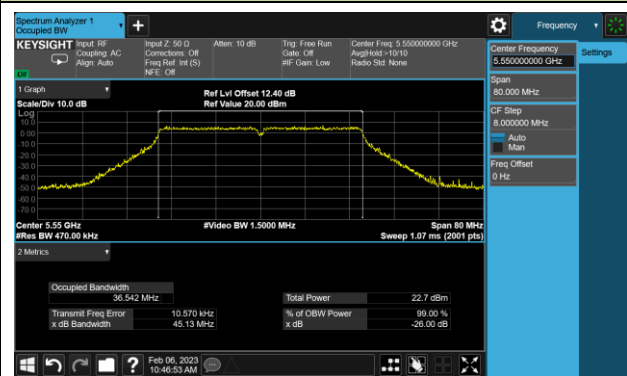 Spectrum Analyzer 1
Occupied BW
Frequency
KEYSIGHT
Input: RF
Coupling: AC
Align: Auto
Input Z: 50 Ω
Corrections: Off
Freq Ref: Int (S)
NFE: Off
Atten: 10 dB
Trig: Free Run
Gate: Off
#IF Gain: Low
Center Freq: 5.550000000 GHz
Avg|Hold:>10/10
Radio Std: None
Center Frequency
5.550000000 GHz
Settings
Span
80.000 MHz
CF Step
8.000000 MHz
Auto
Man
Freq Offset
0 Hz
1 Graph
Scale/Div 10.0 dB
Ref Lvl Offset 12.40 dB
Ref Value 20.00 dBm
Log
10.0
0.00
-10.0
-20.0
-30.0
-40.0
-50.0
-60.0
-70.0
Center 5.55 GHz
#Res BW 470.00 kHz
#Video BW 1.5000 MHz
Span 80 MHz
Sweep 1.07 ms (2001 pts)
2 Metrics
Occupied Bandwidth
36.542 MHz
Transmit Freq Error 10.570 kHz
x dB Bandwidth 45.13 MHz
Total Power 22.7 dBm
% of OBW Power 99.00 %
x dB -26.00 dB
Feb 06, 2023
10:46:53 AM